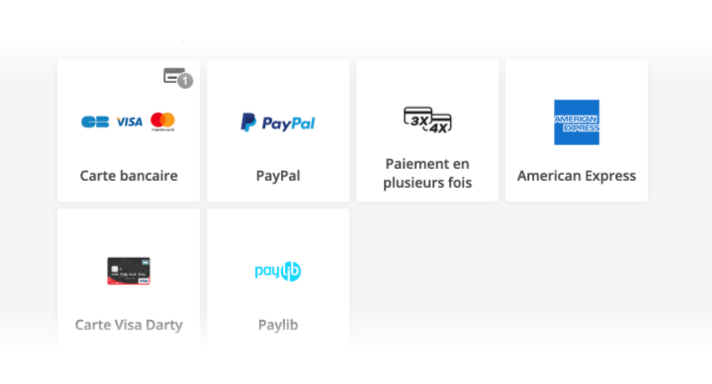 1
CB VISA mastercard
Carte bancaire
PayPal
PayPal
3X
4X
Paiement en
plusieurs fois
AMERICAN
EXPRESS
American Express
VISA
Carte Visa Darty
paylib
Paylib